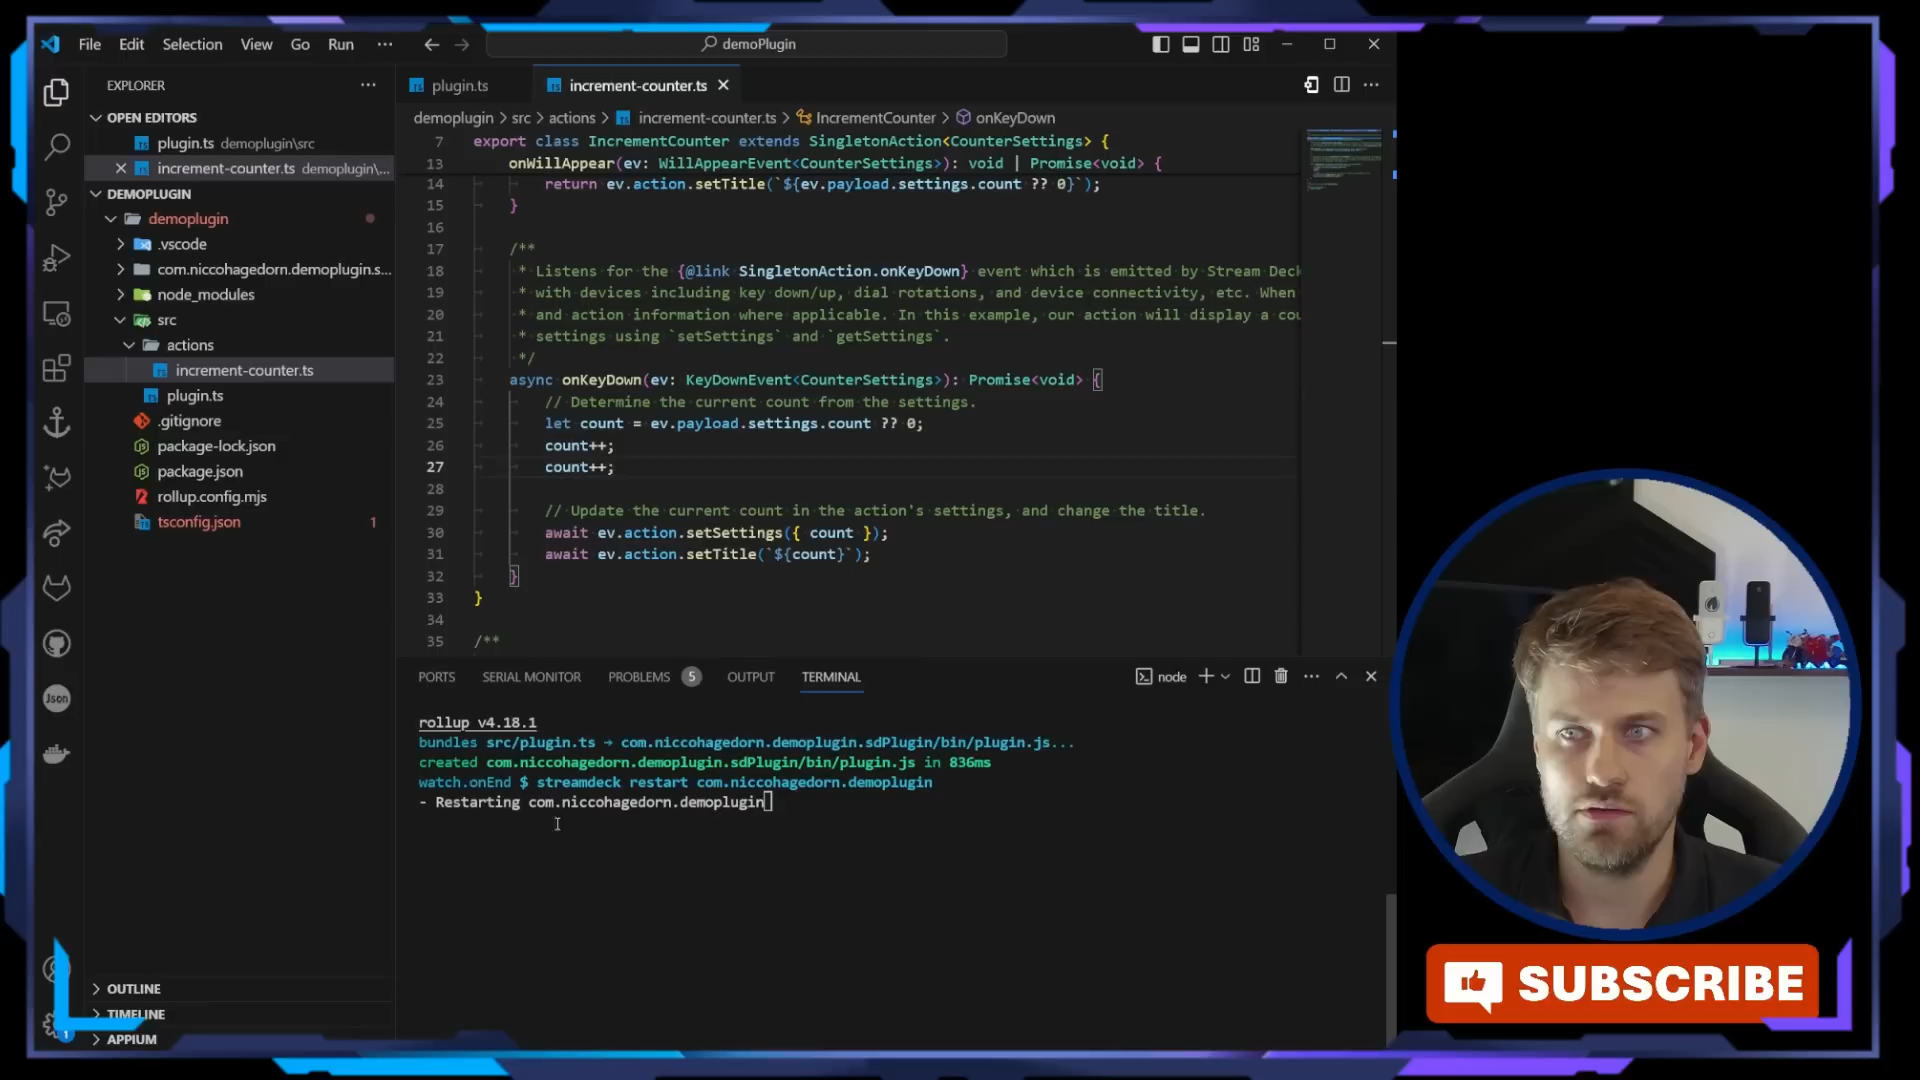 File Edit Selection View Go Run ··· demoPlugin
EXPLORER
OPEN EDITORS
plugin.ts demoplugin\src
increment-counter.ts demoplugin\...
DEMOPLUGIN
demoplugin
.vscode
com.niccohagedorn.demoplugin.s...
node_modules
src
actions
increment-counter.ts
plugin.ts
.gitignore
package-lock.json
package.json
rollup.config.mjs
tsconfig.json 1
OUTLINE
TIMELINE
APPIUM
Json
1
plugin.ts increment-counter.ts
demoplugin > src > actions > increment-counter.ts > IncrementCounter > onKeyDown
7 export class IncrementCounter extends SingletonAction<CounterSettings> {
13 onWillAppear(ev: WillAppearEvent<CounterSettings>): void | Promise<void> {
14 return ev.action.setTitle(`${ev.payload.settings.count ?? 0}`);
15 }
16
17 /**
18 * Listens for the {@link SingletonAction.onKeyDown} event which is emitted by Stream Deck
19 * with devices including key down/up, dial rotations, and device connectivity, etc. When
20 * and action information where applicable. In this example, our action will display a cou
21 * settings using `setSettings` and `getSettings`.
22 */
23 async onKeyDown(ev: KeyDownEvent<CounterSettings>): Promise<void> {
24 // Determine the current count from the settings.
25 let count = ev.payload.settings.count ?? 0;
26 count++;
27 count++;
28
29 // Update the current count in the action's settings, and change the title.
30 await ev.action.setSettings({ count });
31 await ev.action.setTitle(`${count}`);
32 }
33 }
34
35 /**
PORTS SERIAL MONITOR PROBLEMS 5 OUTPUT TERMINAL node
rollup v4.18.1
bundles src/plugin.ts → com.niccohagedorn.demoplugin.sdPlugin/bin/plugin.js...
created com.niccohagedorn.demoplugin.sdPlugin/bin/plugin.js in 836ms
watch.onEnd $ streamdeck restart com.niccohagedorn.demoplugin
- Restarting com.niccohagedorn.demoplugin
SUBSCRIBE